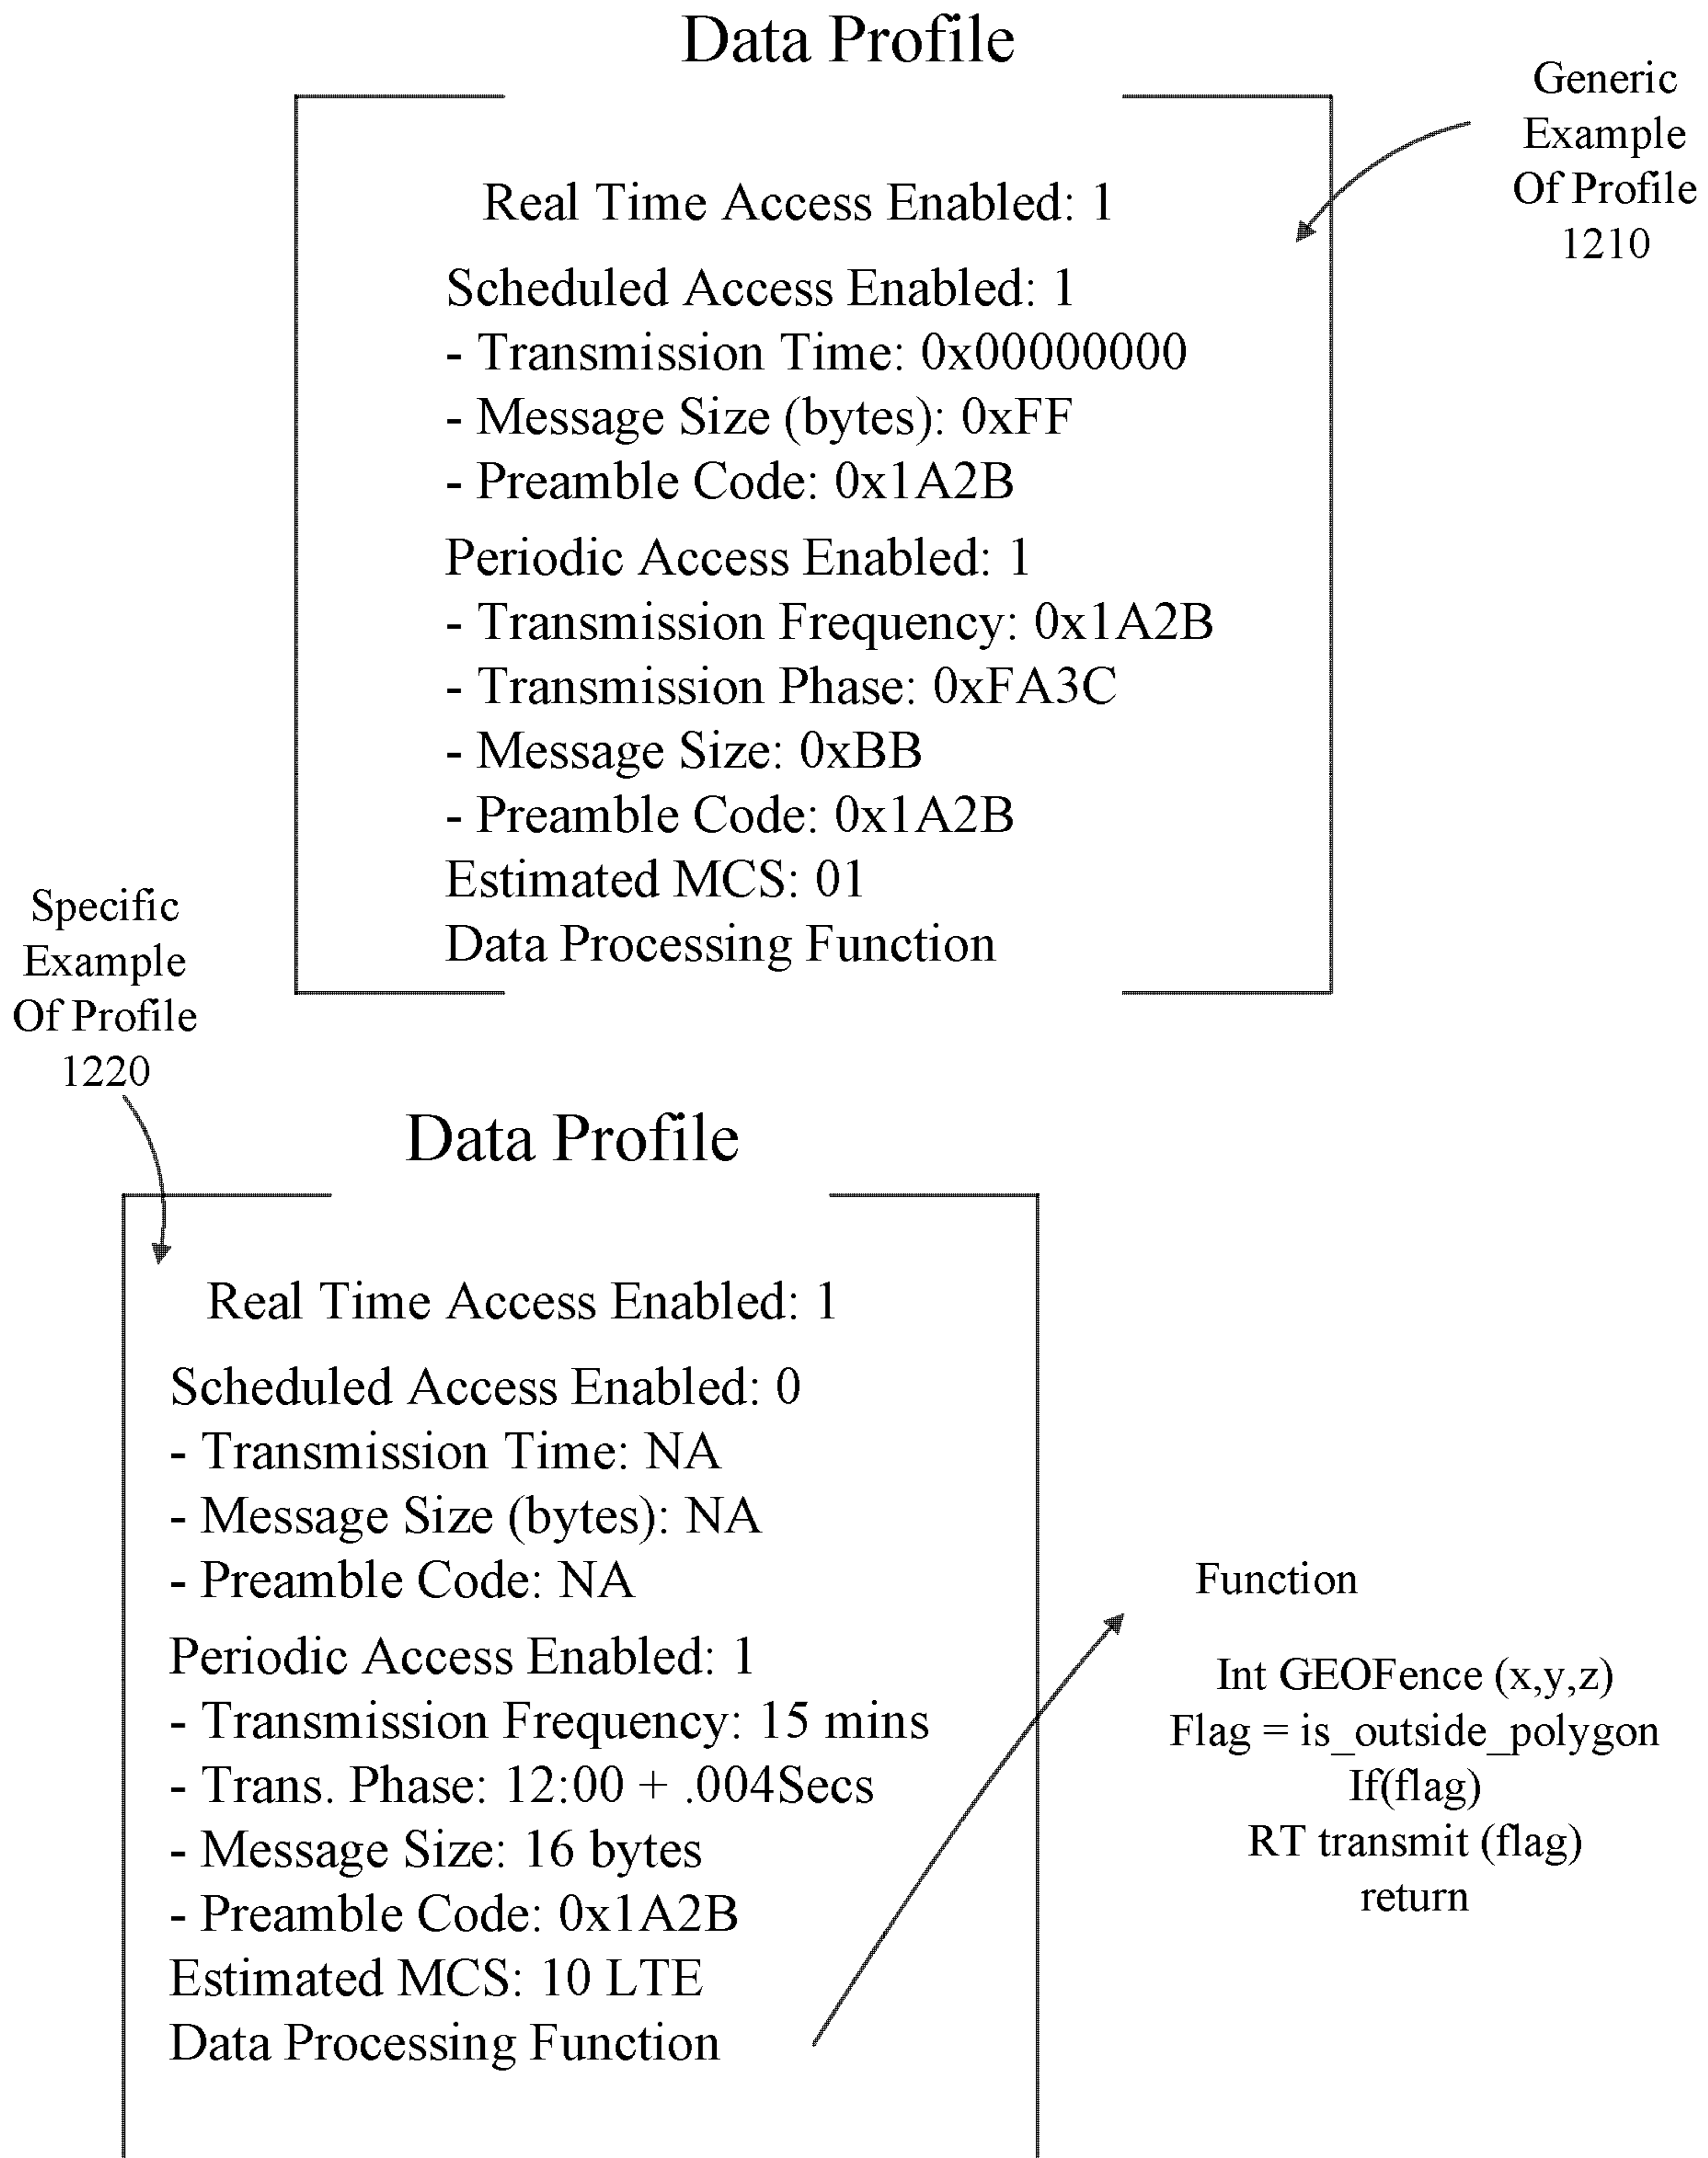 Data Profile
Generic
Example
Of Profile
1210
Real Time Access Enabled: 1
Scheduled Access Enabled: 1
- Transmission Time: 0x00000000
- Message Size (bytes): 0xFF
- Preamble Code: 0x1A2B
Periodic Access Enabled: 1
- Transmission Frequency: 0x1A2B
- Transmission Phase: 0xFA3C
- Message Size: 0xBB
- Preamble Code: 0x1A2B
Estimated MCS: 01
Data Processing Function
Specific
Example
Of Profile
1220
Data Profile
Real Time Access Enabled: 1
Scheduled Access Enabled: 0
- Transmission Time: NA
- Message Size (bytes): NA
- Preamble Code: NA
Periodic Access Enabled: 1
- Transmission Frequency: 15 mins
- Trans. Phase: 12:00 + .004Secs
- Message Size: 16 bytes
- Preamble Code: 0x1A2B
Estimated MCS: 10 LTE
Data Processing Function
Function
Int GEOFence (x,y,z)
Flag = is_outside_polygon
If(flag)
RT transmit (flag)
return